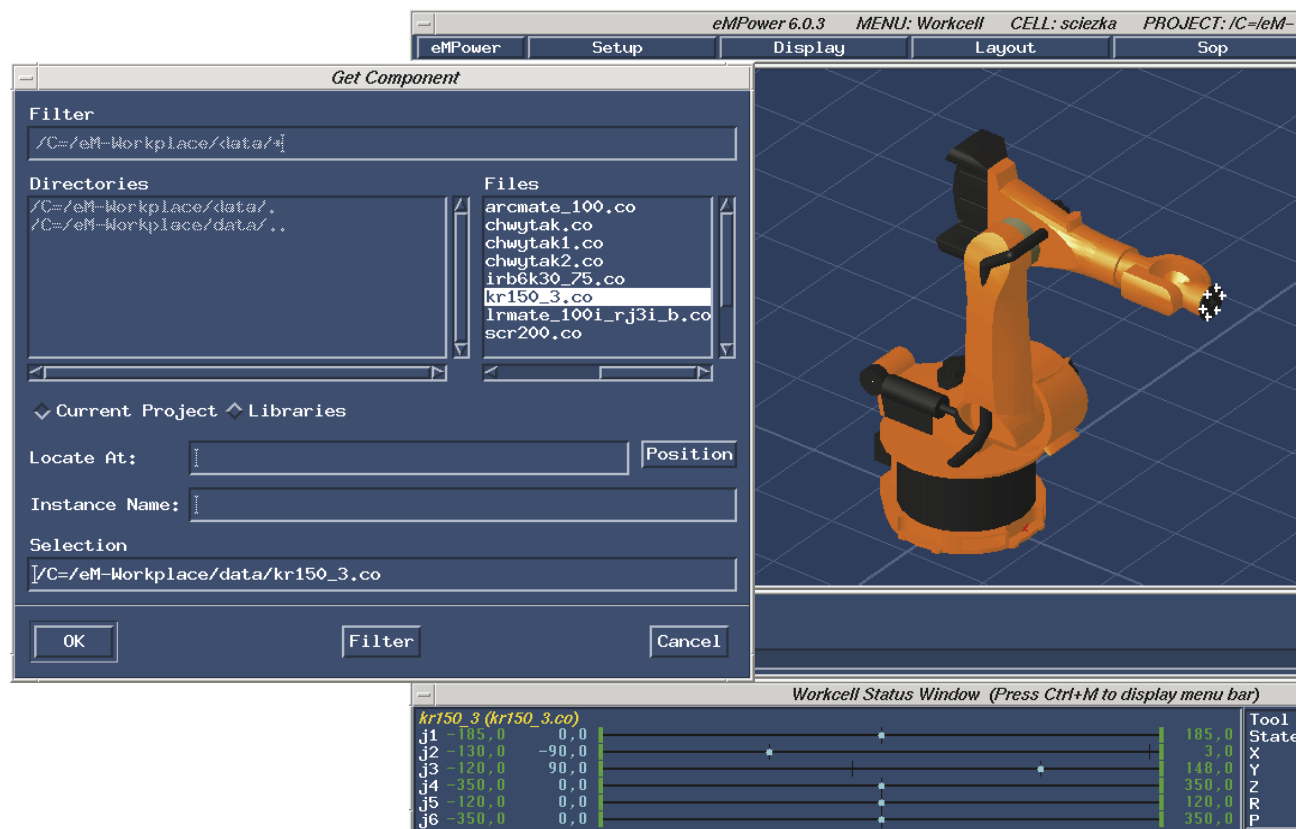 eMPower 6.0.3 MENU: Workcell CELL: sciezka PROJECT: /C=/eM-
eMPower Setup Display Layout Sop
Get Component
Filter
/C=/eM-Workplace/data/*
Directories Files
/C=/eM-Workplace/data/.
/C=/eM-Workplace/data/..
arcmate_100.co
chwytak.co
chwytak1.co
chwytak2.co
irb6k30_75.co
kr150_3.co
lrmate_100i_rj3i_b.co
scr200.co
Current Project Libraries
Locate At: Position
Instance Name:
Selection
/C=/eM-Workplace/data/kr150_3.co
OK Filter Cancel
Workcell Status Window (Press Ctrl+M to display menu bar)
kr150_3 (kr150_3.co) Tool
j1 -185,0 0,0 185,0 State
j2 -130,0 -90,0 3,0 X
j3 -120,0 90,0 148,0 Y
j4 -350,0 0,0 350,0 Z
j5 -120,0 0,0 120,0 R
j6 -350,0 0,0 350,0 P